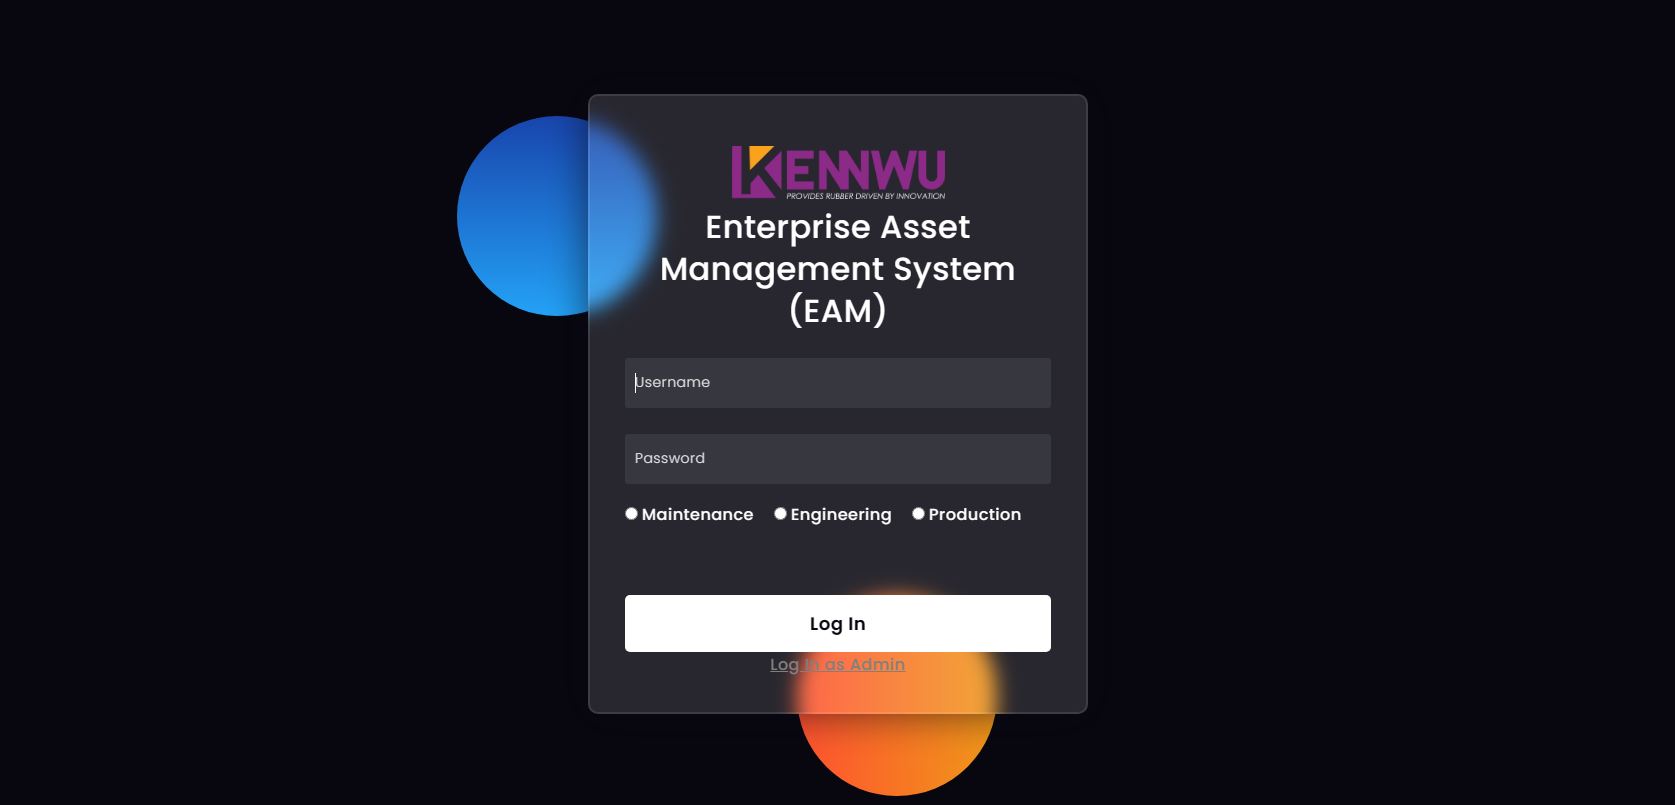 KENNWU
PROVIDES RUBBER DRIVEN BY INNOVATION
Enterprise Asset
Management System
(EAM)
Username
Password
Maintenance Engineering Production
Log In
Log In as Admin